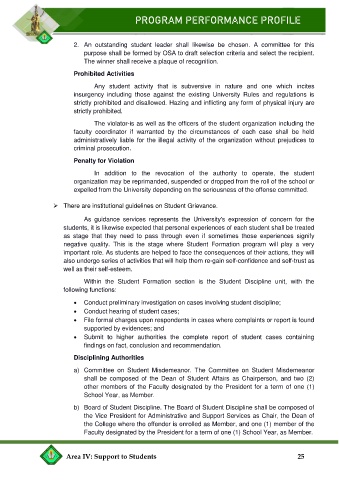 PROGRAM PERFORMANCE PROFILE
2. An outstanding student leader shall likewise be chosen. A committee for this
purpose shall be formed by OSA to draft selection criteria and select the recipient.
The winner shall receive a plaque of recognition.
Prohibited Activities
Any student activity that is subversive in nature and one which incites
insurgency including those against the existing University Rules and regulations is
strictly prohibited and disallowed. Hazing and inflicting any form of physical injury are
strictly prohibited.
The violator-is as well as the officers of the student organization including the
faculty coordinator if warranted by the circumstances of each case shall be held
administratively liable for the illegal activity of the organization without prejudices to
criminal prosecution.
Penalty for Violation
In addition to the revocation of the authority to operate, the student
organization may be reprimanded, suspended or dropped from the roll of the school or
expelled from the University depending on the seriousness of the offense committed.
➢ There are institutional guidelines on Student Grievance.
As guidance services represents the University's expression of concern for the
students, it is likewise expected that personal experiences of each student shall be treated
as stage that they need to pass through even if sometimes those experiences signify
negative quality. This is the stage where Student Formation program will play a very
important role. As students are helped to face the consequences of their actions, they will
also undergo series of activities that will help them re-gain self-confidence and self-trust as
well as their self-esteem.
Within the Student Formation section is the Student Discipline unit, with the
following functions:
• Conduct preliminary investigation on cases involving student discipline;
• Conduct hearing of student cases;
• File formal charges upon respondents in cases where complaints or report is found
supported by evidences; and
• Submit to higher authorities the complete report of student cases containing
findings on fact, conclusion and recommendation.
Disciplining Authorities
a) Committee on Student Misdemeanor. The Committee on Student Misdemeanor
shall be composed of the Dean of Student Affairs as Chairperson, and two (2)
other members of the Faculty designated by the President for a term of one (1)
School Year, as Member.
b) Board of Student Discipline. The Board of Student Discipline shall be composed of
the Vice President for Administrative and Support Services as Chair, the Dean of
the College where the offender is enrolled as Member, and one (1) member of the
Faculty designated by the President for a term of one (1) School Year, as Member.
Area IV: Support to Students 25